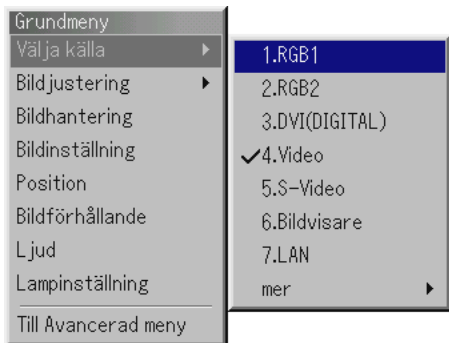 Grundmeny
Välja källa
Bildjustering
Bildhantering
Bildinställning
Position
Bildförhållande
Ljud
Lampinställning
Till Avancerad meny
1.RGB1
2.RGB2
3.DVI(DIGITAL)
4.Video
5.S-Video
6.Bildvisare
7.LAN
mer